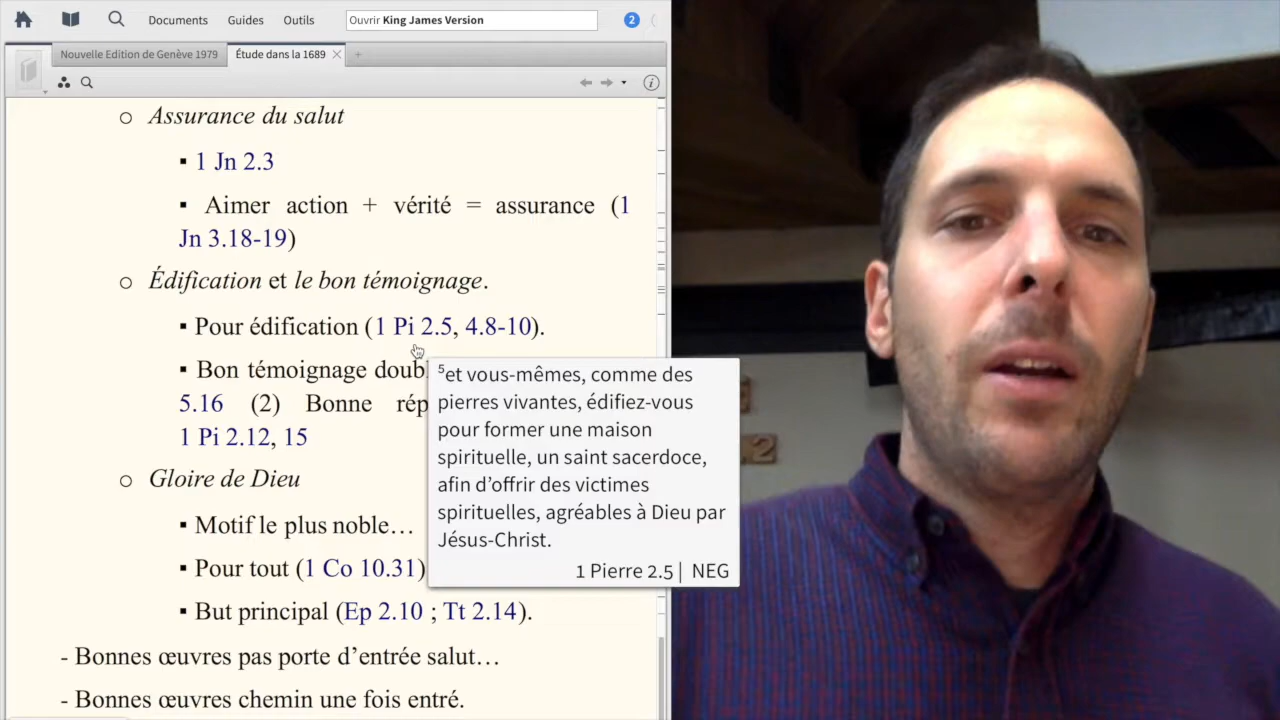 Documents Guides Outils Ouvrir King James Version 2
Nouvelle Edition de Genève 1979 Étude dans la 1689
o Assurance du salut
▪ 1 Jn 2.3
▪ Aimer action + vérité = assurance (1
Jn 3.18-19)
o Édification et le bon témoignage.
▪ Pour édification (1 Pi 2.5, 4.8-10).
▪ Bon témoignage doubl
5.16 (2) Bonne rép
1 Pi 2.12, 15
⁵et vous-mêmes, comme des
pierres vivantes, édifiez-vous
pour former une maison
spirituelle, un saint sacerdoce,
afin d’offrir des victimes
spirituelles, agréables à Dieu par
Jésus-Christ.
1 Pierre 2.5 | NEG
o Gloire de Dieu
▪ Motif le plus noble…
▪ Pour tout (1 Co 10.31)
▪ But principal (Ep 2.10 ; Tt 2.14).
- Bonnes œuvres pas porte d’entrée salut…
- Bonnes œuvres chemin une fois entré.